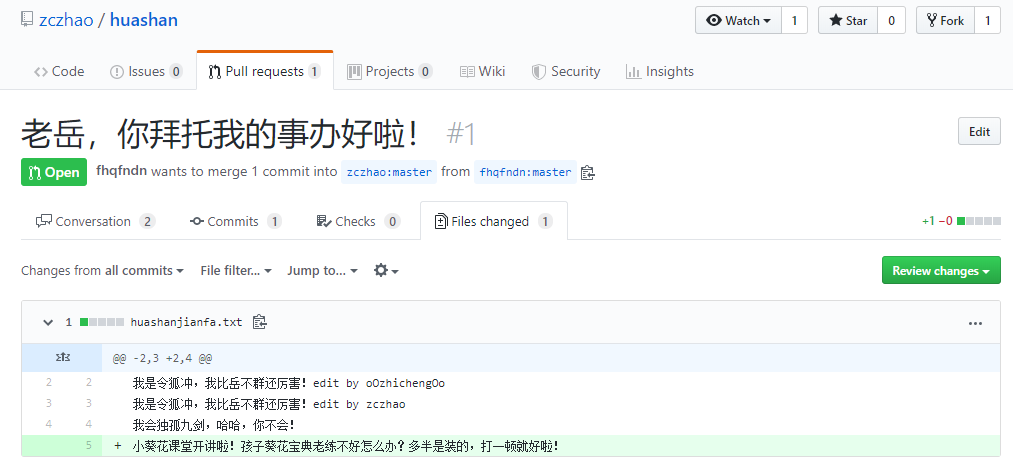 zczhao / huashan
Watch 1 Star 0 Fork 1
Code Issues 0 Pull requests 1 Projects 0 Wiki Security Insights
老岳，你拜托我的事办好啦！ #1
Edit
Open fhqfndn wants to merge 1 commit into zczhao:master from fhqfndn:master
Conversation 2 Commits 1 Checks 0 Files changed 1 +1 −0
Changes from all commits File filter... Jump to... Review changes
1 huashanjianfa.txt ...
@@ -2,3 +2,4 @@
2 2 我是令狐冲，我比岳不群还厉害！edit by oOzhichengOo
3 3 我是令狐冲，我比岳不群还厉害！edit by zczhao
4 4 我会独孤九剑，哈哈，你不会！
5 + 小葵花课堂开讲啦！孩子葵花宝典老练不好怎么办？多半是装的，打一顿就好啦！